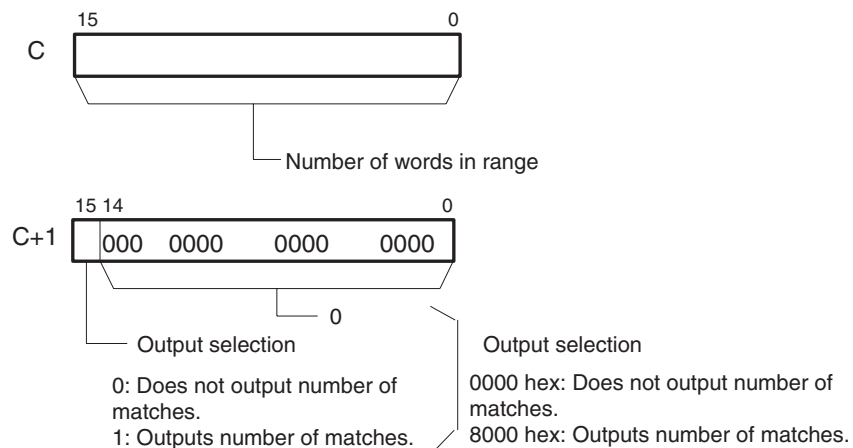 15 0
C
Number of words in range
15 14 0
C+1 000 0000 0000 0000
0
Output selection
0: Does not output number of
matches.
1: Outputs number of matches.
Output selection
0000 hex: Does not output number of
matches.
8000 hex: Outputs number of matches.